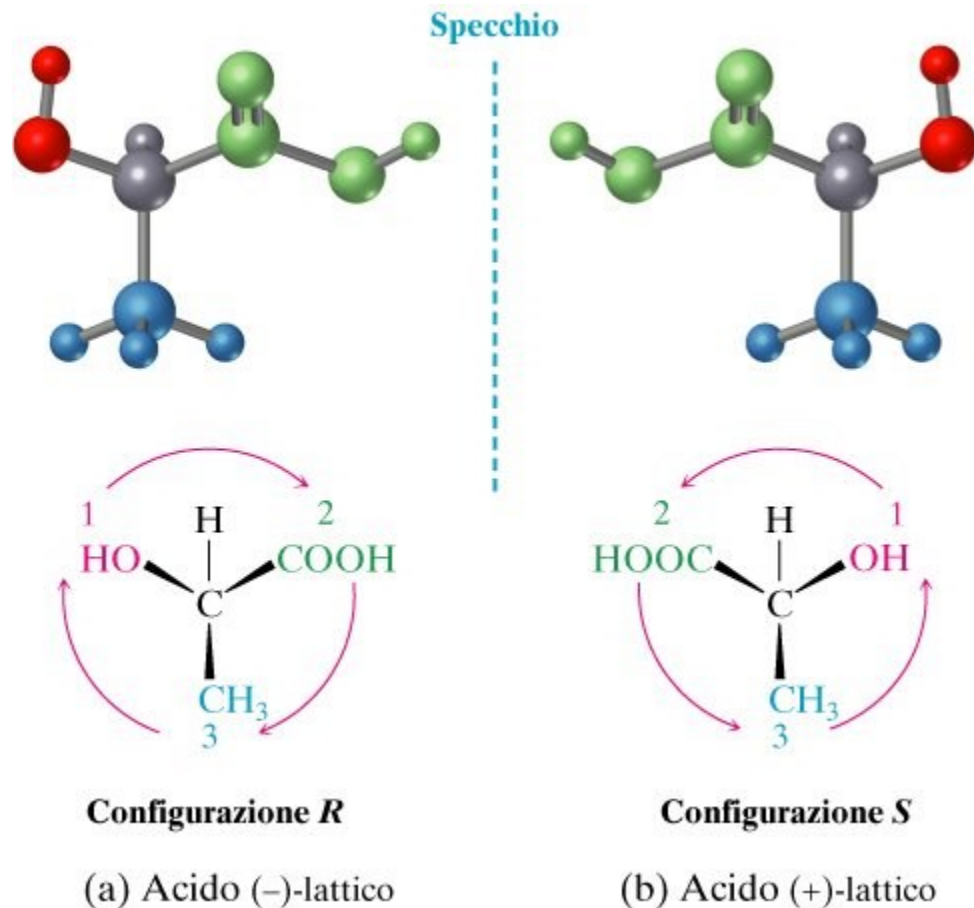 Specchio
1
H
2
HO
COOH
C
CH₃
3
2
H
1
HOOC
OH
C
CH₃
3
Configurazione R
Configurazione S
(a) Acido (–)-lattico
(b) Acido (+)-lattico